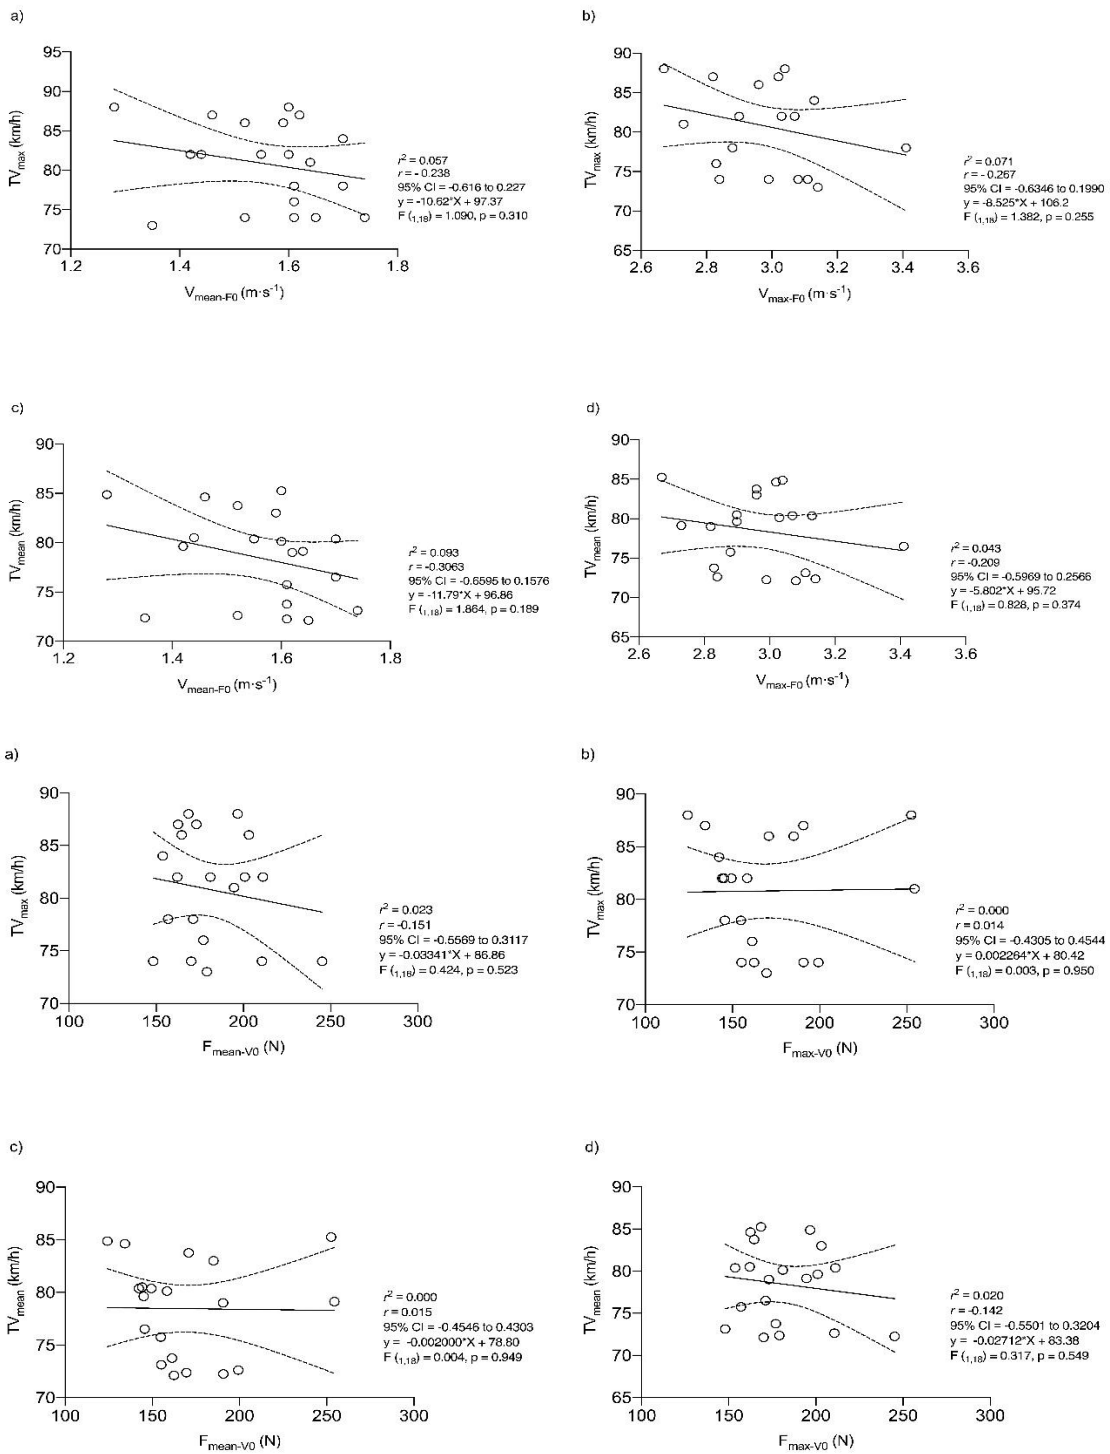 a)
95
90
85
80
75
70
TVmax (km/h)
1.2 1.4 1.6 1.8
Vmean-F0 (m·s-1)
r2 = 0.057
r = - 0.238
95% CI = -0.616 to 0.227
y = -10.62*X + 97.37
F (1,18) = 1.090, p = 0.310
b)
90
85
80
75
70
65
TVmax (km/h)
2.6 2.8 3.0 3.2 3.4 3.6
Vmax-F0 (m·s-1)
r2 = 0.071
r = -0.267
95% CI = -0.6346 to 0.1990
y = -8.525*X + 106.2
F (1,18) = 1.382, p = 0.255
c)
90
85
80
75
70
TVmean (km/h)
1.2 1.4 1.6 1.8
Vmean-F0 (m·s-1)
r2 = 0.093
r = -0.3063
95% CI = -0.6595 to 0.1576
y = -11.79*X + 96.86
F (1,18) = 1.864, p = 0.189
d)
90
85
80
75
70
65
TVmean (km/h)
2.6 2.8 3.0 3.2 3.4 3.6
Vmax-F0 (m·s-1)
r2 = 0.043
r = -0.209
95% CI = -0.5969 to 0.2566
y = -5.802*X + 95.72
F (1,18) = 0.828, p = 0.374
a)
90
85
80
75
70
TVmax (km/h)
100 150 200 250 300
Fmean-V0 (N)
r2 = 0.023
r = -0.151
95% CI = -0.5569 to 0.3117
y = -0.03341*X + 86.86
F (1,18) = 0.424, p = 0.523
b)
90
85
80
75
70
TVmax (km/h)
100 150 200 250 300
Fmax-V0 (N)
r2 = 0.000
r = 0.014
95% CI = -0.4305 to 0.4544
y = 0.002264*X + 80.42
F (1,18) = 0.003, p = 0.950
c)
90
85
80
75
70
TVmean (km/h)
100 150 200 250 300
Fmean-V0 (N)
r2 = 0.000
r = 0.015
95% CI = -0.4546 to 0.4303
y = -0.002000*X + 78.80
F (1,18) = 0.004, p = 0.949
d)
90
85
80
75
70
65
TVmean (km/h)
100 150 200 250 300
Fmax-V0 (N)
r2 = 0.020
r = -0.142
95% CI = -0.5501 to 0.3204
y = -0.02712*X + 83.38
F (1,18) = 0.317, p = 0.549